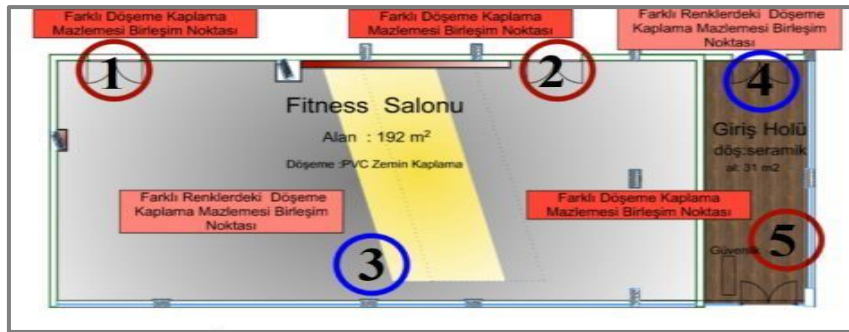 Farklı Döşeme Kaplama
Mazlemesi Birleşim Noktası
Farklı Döşeme Kaplama
Mazlemesi Birleşim Noktası
Farklı Renklerdeki Döşeme
Kaplama Mazlemesi Birleşim
Noktası
1
2
4
Fitness Salonu
Alan : 192 m²
Döşeme :PVC Zemin Kaplama
Giriş Holü
döş:seramik
al: 31 m2
Farklı Renklerdeki Döşeme
Kaplama Mazlemesi Birleşim
Noktası
Farklı Döşeme Kaplama
Mazlemesi Birleşim Noktası
3
5
Güvenlik